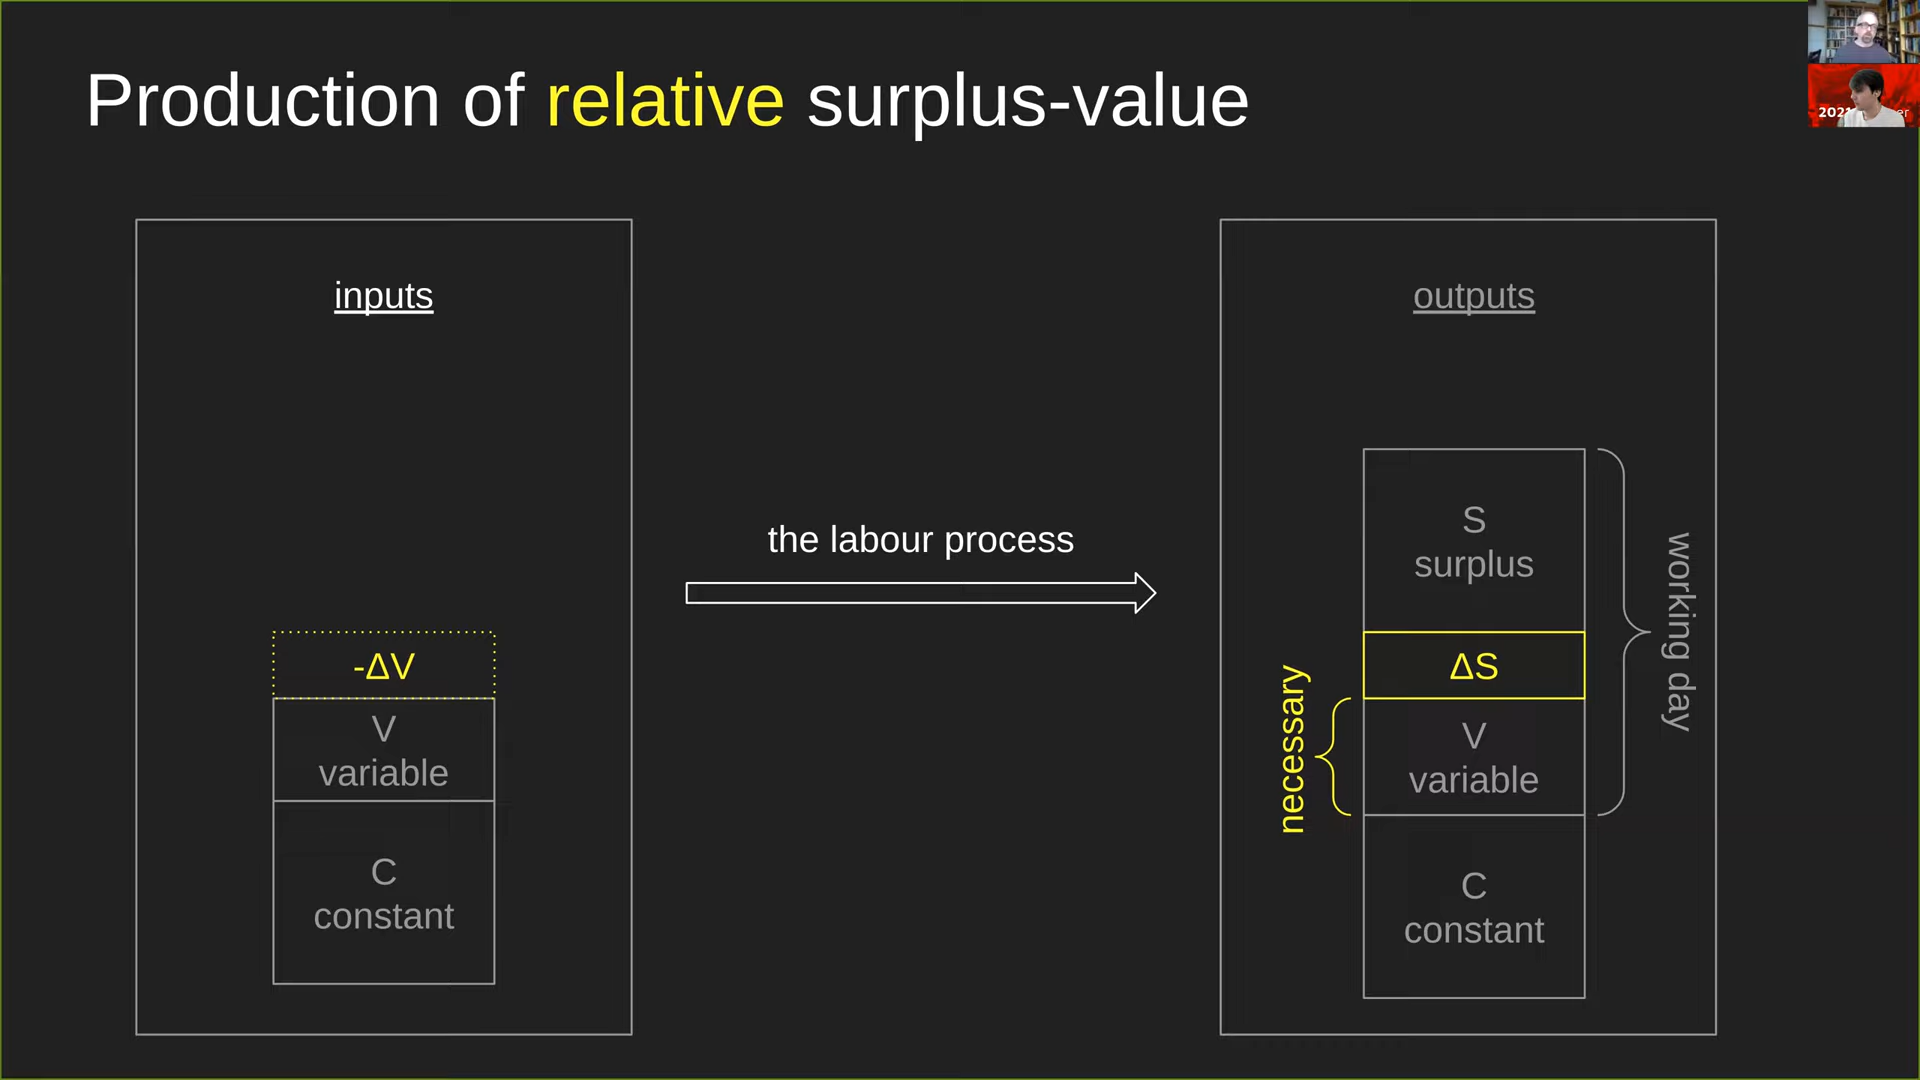 Production of relative surplus-value
inputs
-ΔV
V
variable
C
constant
the labour process
outputs
S
surplus
ΔS
V
variable
C
constant
necessary
working day